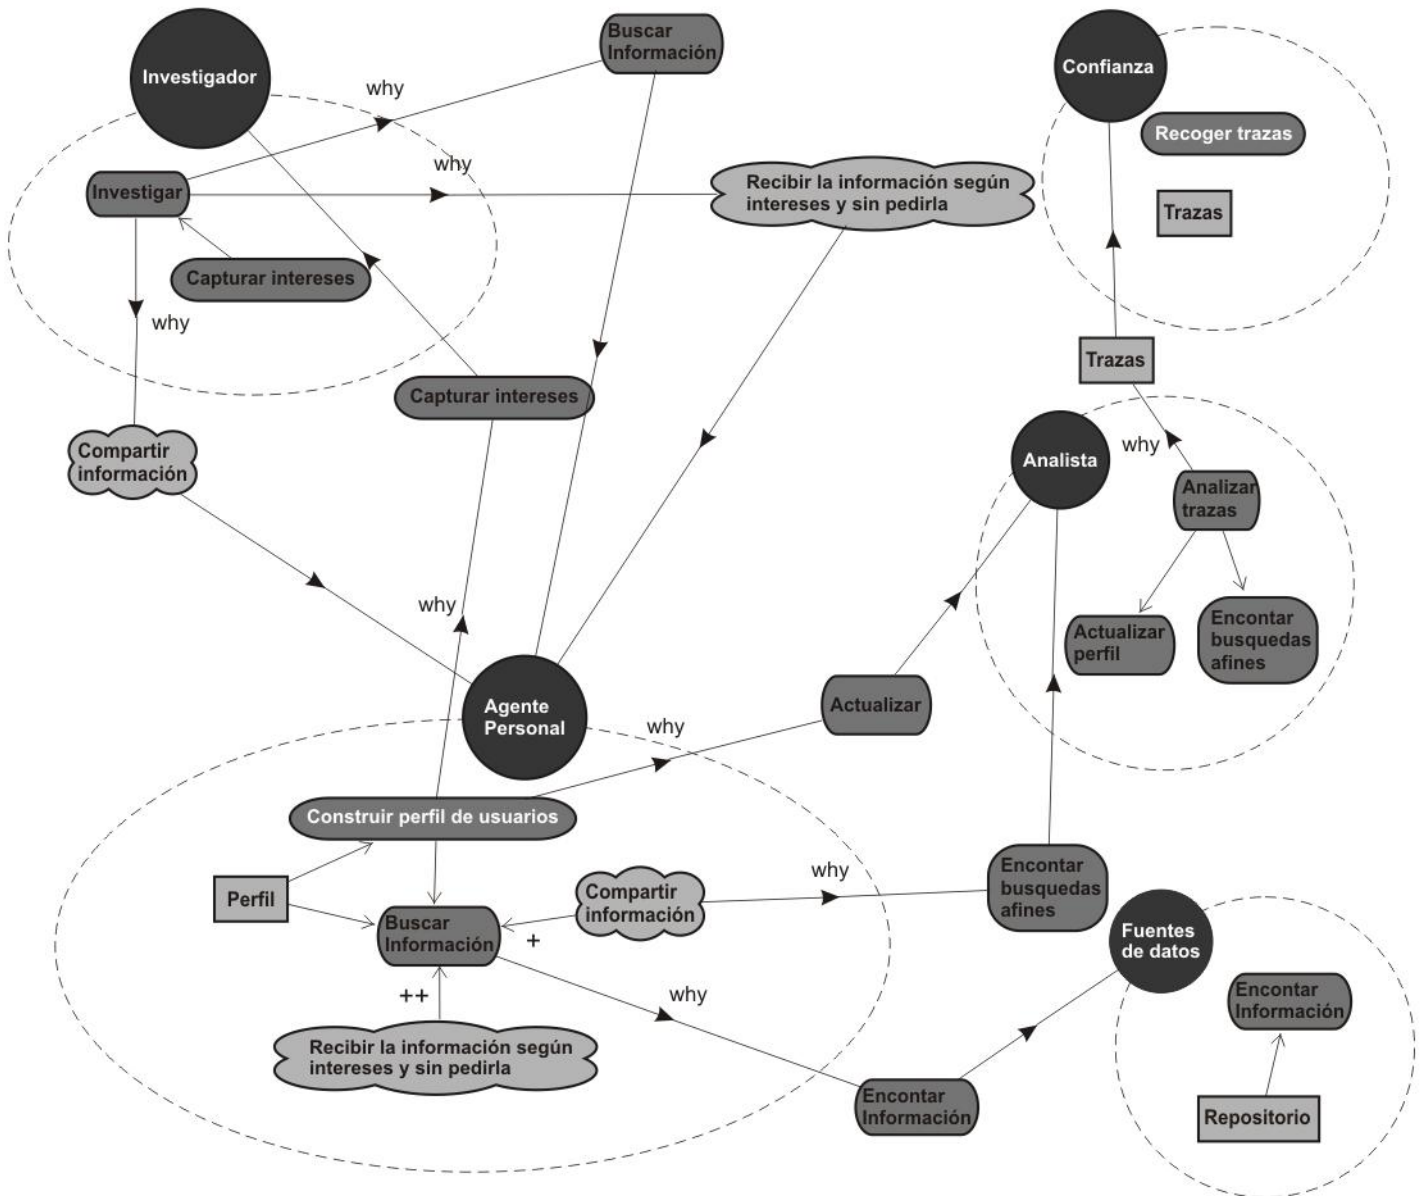 Buscar
Información
Investigador
Confianza
why
Recoger trazas
why
Investigar
Recibir la información según
intereses y sin pedirla
Trazas
Capturar intereses
why
Trazas
Capturar intereses
Compartir
información
why
Analista
Analizar
trazas
why
Actualizar
perfil
Encontar
busquedas
afines
Agente
Personal
why
Actualizar
Construir perfil de usuarios
Perfil
Compartir
información
why
Encontar
busquedas
afines
Buscar
Información
+
Fuentes
de datos
++
why
Encontar
Información
Recibir la información según
intereses y sin pedirla
Encontar
Información
Repositorio